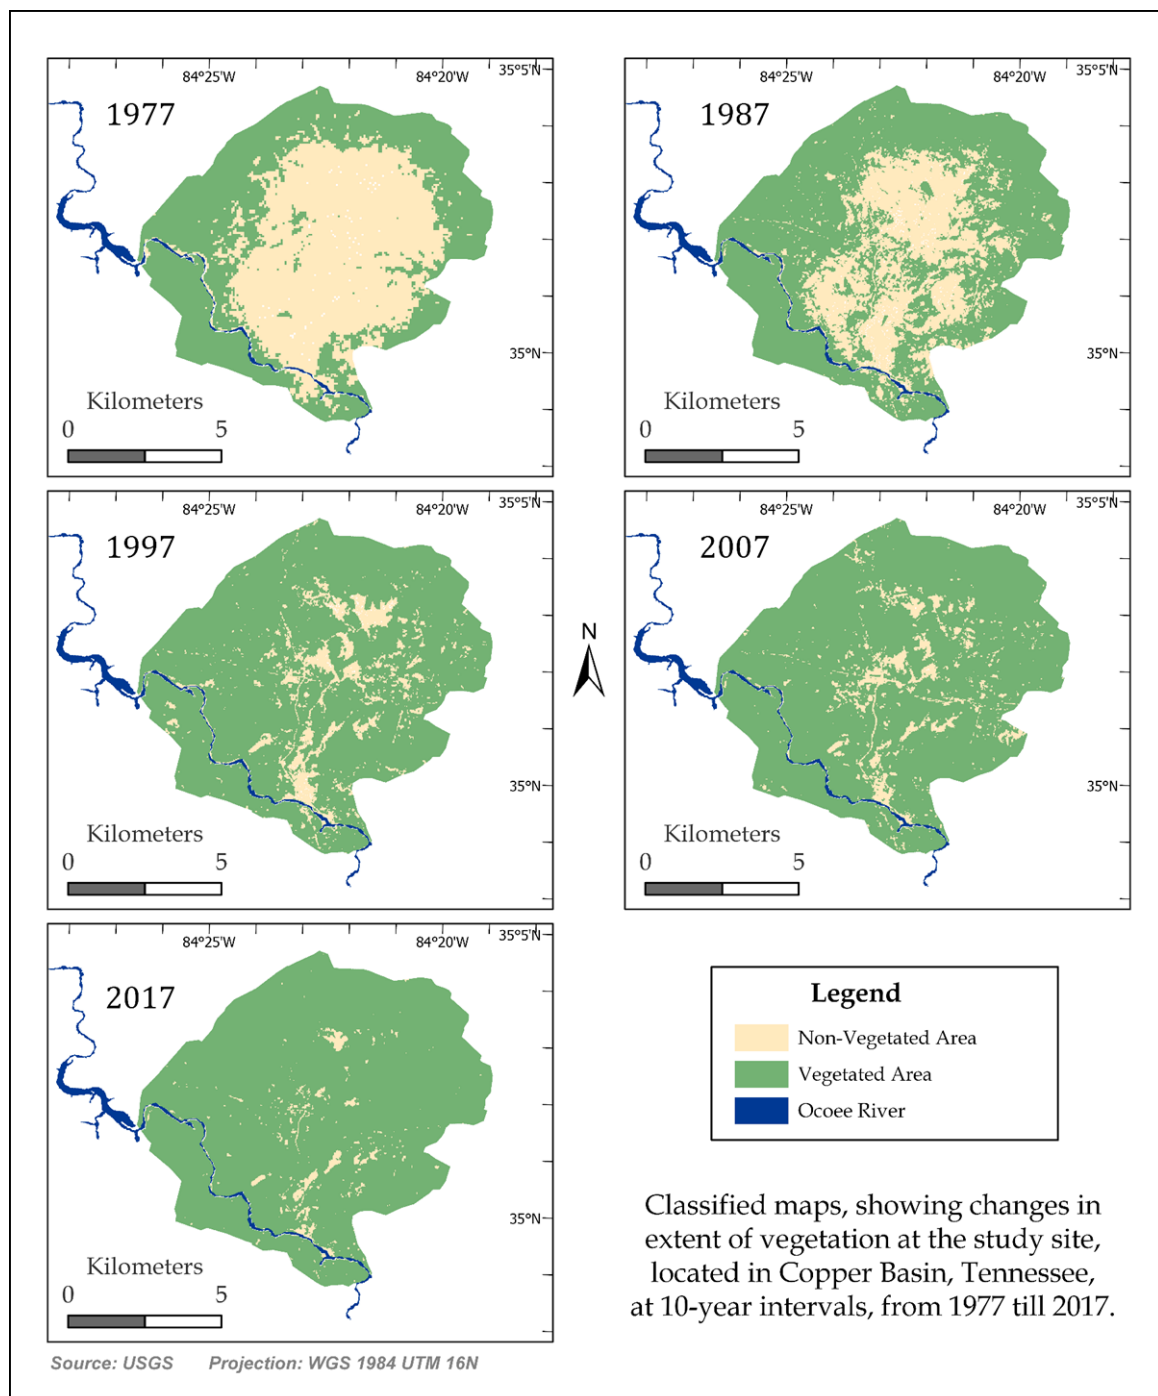 84°25'W 84°20'W 35°5'N
1977
35°N
Kilometers
0 5
84°25'W 84°20'W 35°5'N
1987
35°N
Kilometers
0 5
84°25'W 84°20'W 35°5'N
1997
35°N
Kilometers
0 5
N
84°25'W 84°20'W 35°5'N
2007
35°N
Kilometers
0 5
84°25'W 84°20'W 35°5'N
2017
35°N
Kilometers
0 5
Legend
Non-Vegetated Area
Vegetated Area
Ocoee River
Classified maps, showing changes in
extent of vegetation at the study site,
located in Copper Basin, Tennessee,
at 10-year intervals, from 1977 till 2017.
Source: USGS Projection: WGS 1984 UTM 16N